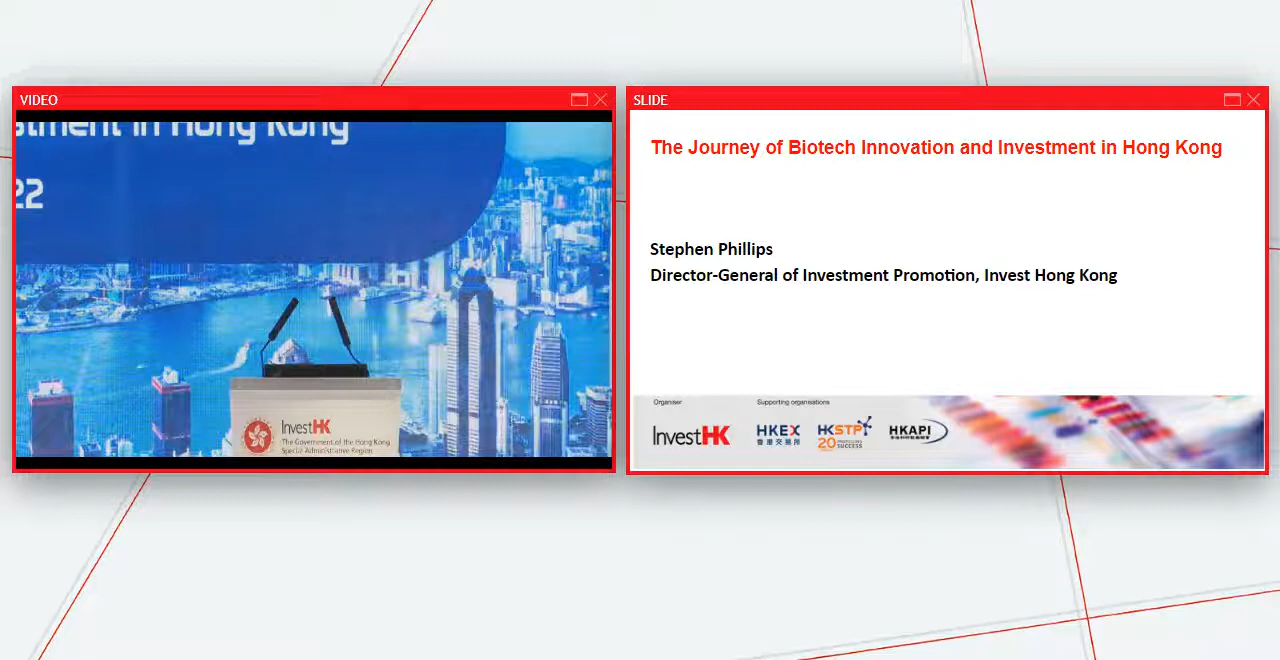 VIDEO
stment in Hong Kong
22
InvestHK
The Government of the Hong Kong
Special Administrative Region
SLIDE
The Journey of Biotech Innovation and Investment in Hong Kong
Stephen Phillips
Director-General of Investment Promotion, Invest Hong Kong
Organiser
Supporting organisations
InvestHK
HKEX
香港交易所
HKSTP
20
SUCCESS
HKAPI